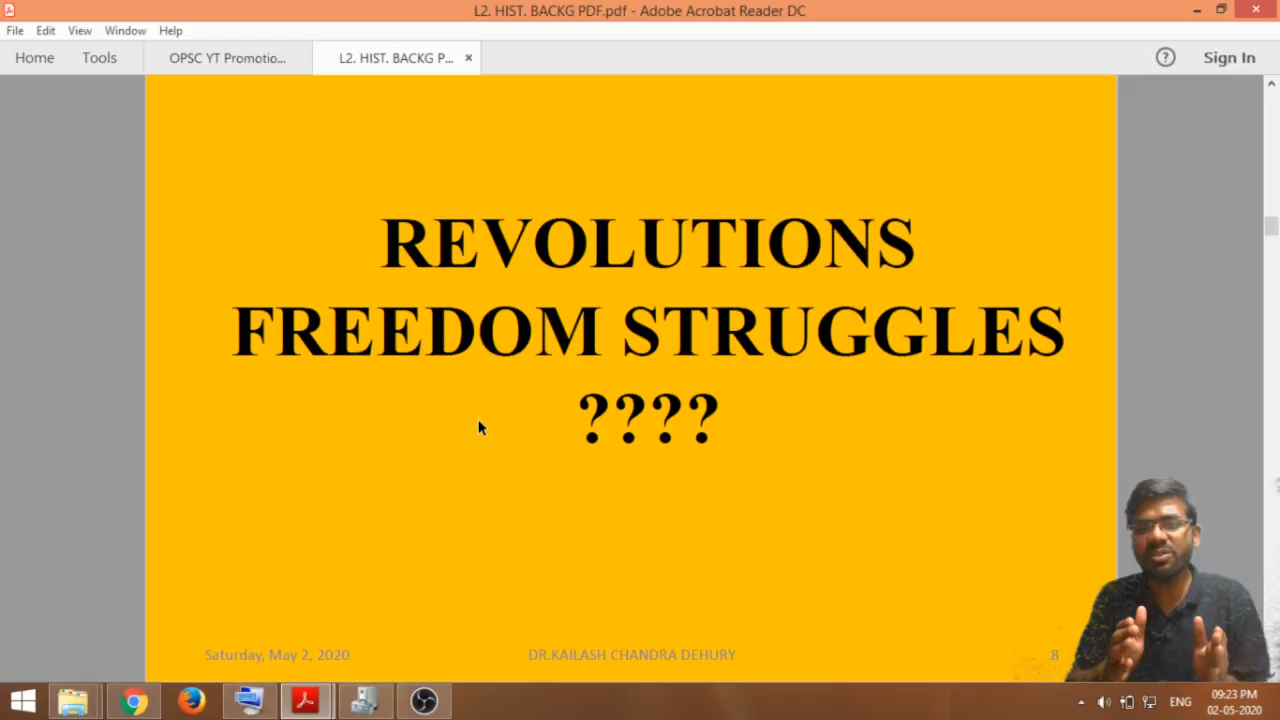 L2. HIST. BACKG PDF.pdf - Adobe Acrobat Reader DC
File Edit View Window Help
Home Tools OPSC YT Promotio... L2. HIST. BACKG P... × ? Sign In
REVOLUTIONS
FREEDOM STRUGGLES
????
Saturday, May 2, 2020 DR.KAILASH CHANDRA DEHURY 8
ENG 09:23 PM
02-05-2020